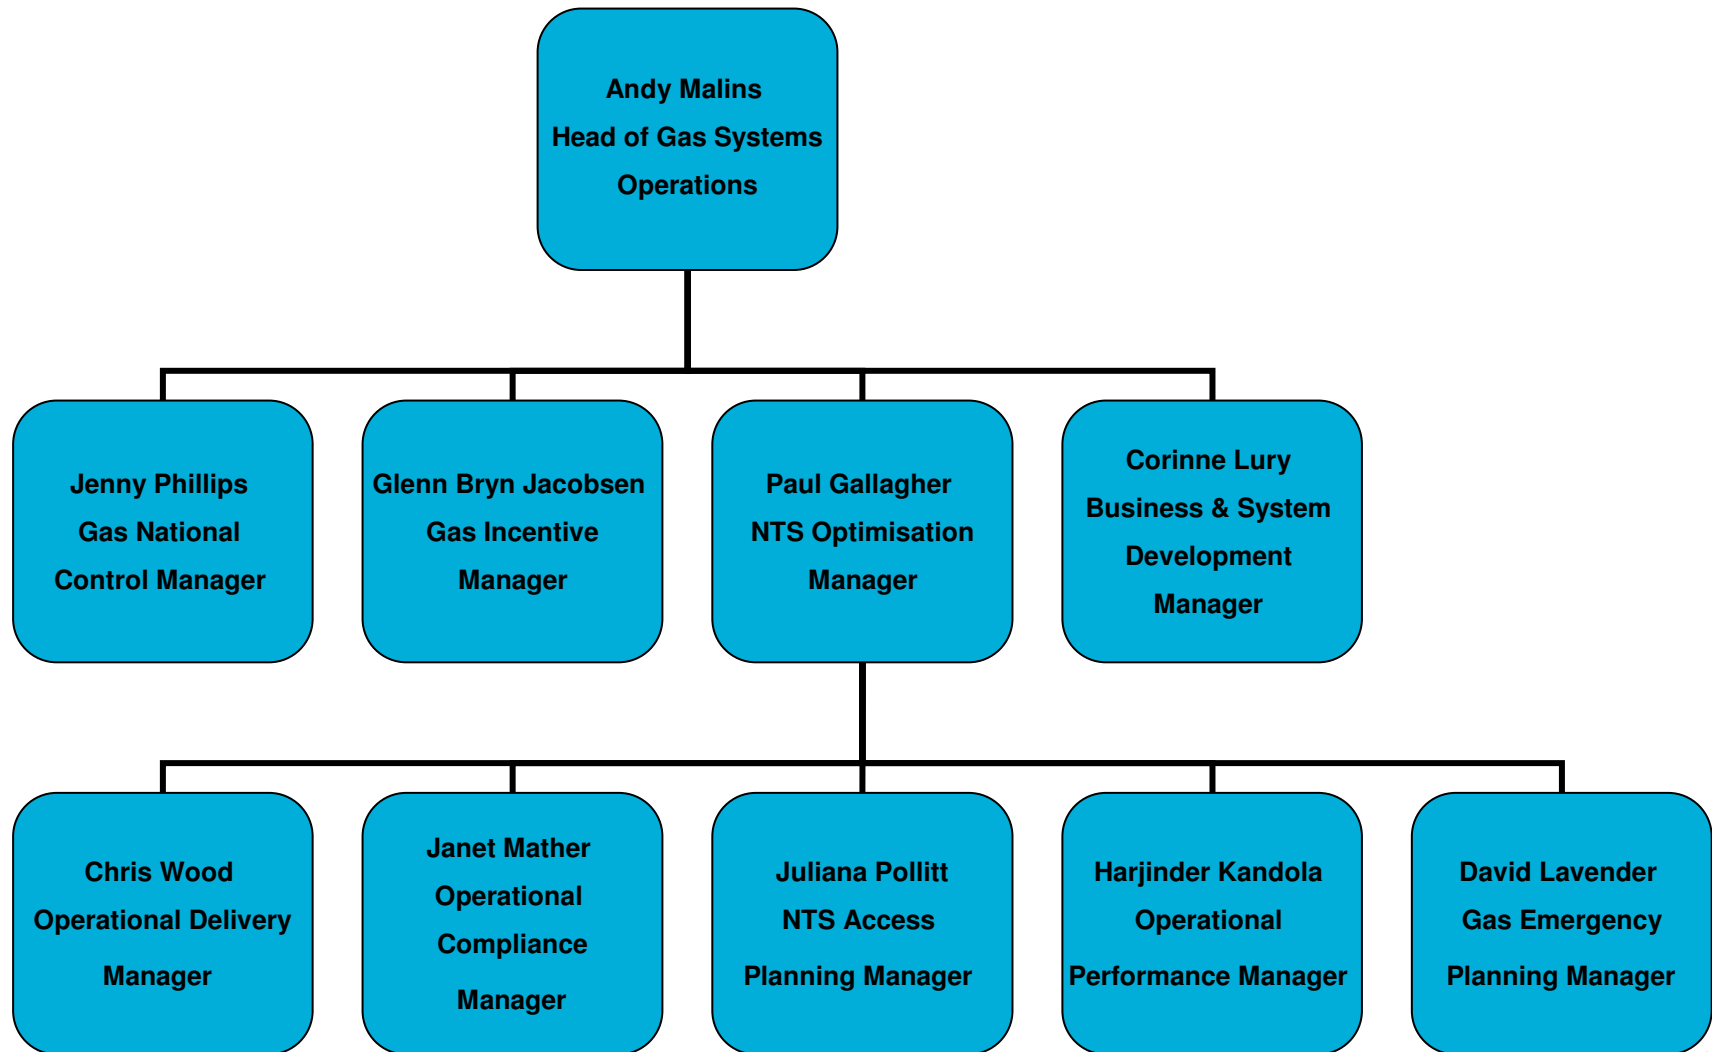 Andy Malins
Head of Gas Systems
Operations
Jenny Phillips
Gas National
Control Manager
Glenn Bryn Jacobsen
Gas Incentive
Manager
Paul Gallagher
NTS Optimisation
Manager
Corinne Lury
Business & System
Development
Manager
Chris Wood
Operational Delivery
Manager
Janet Mather
Operational
Compliance
Manager
Juliana Pollitt
NTS Access
Planning Manager
Harjinder Kandola
Operational
Performance Manager
David Lavender
Gas Emergency
Planning Manager